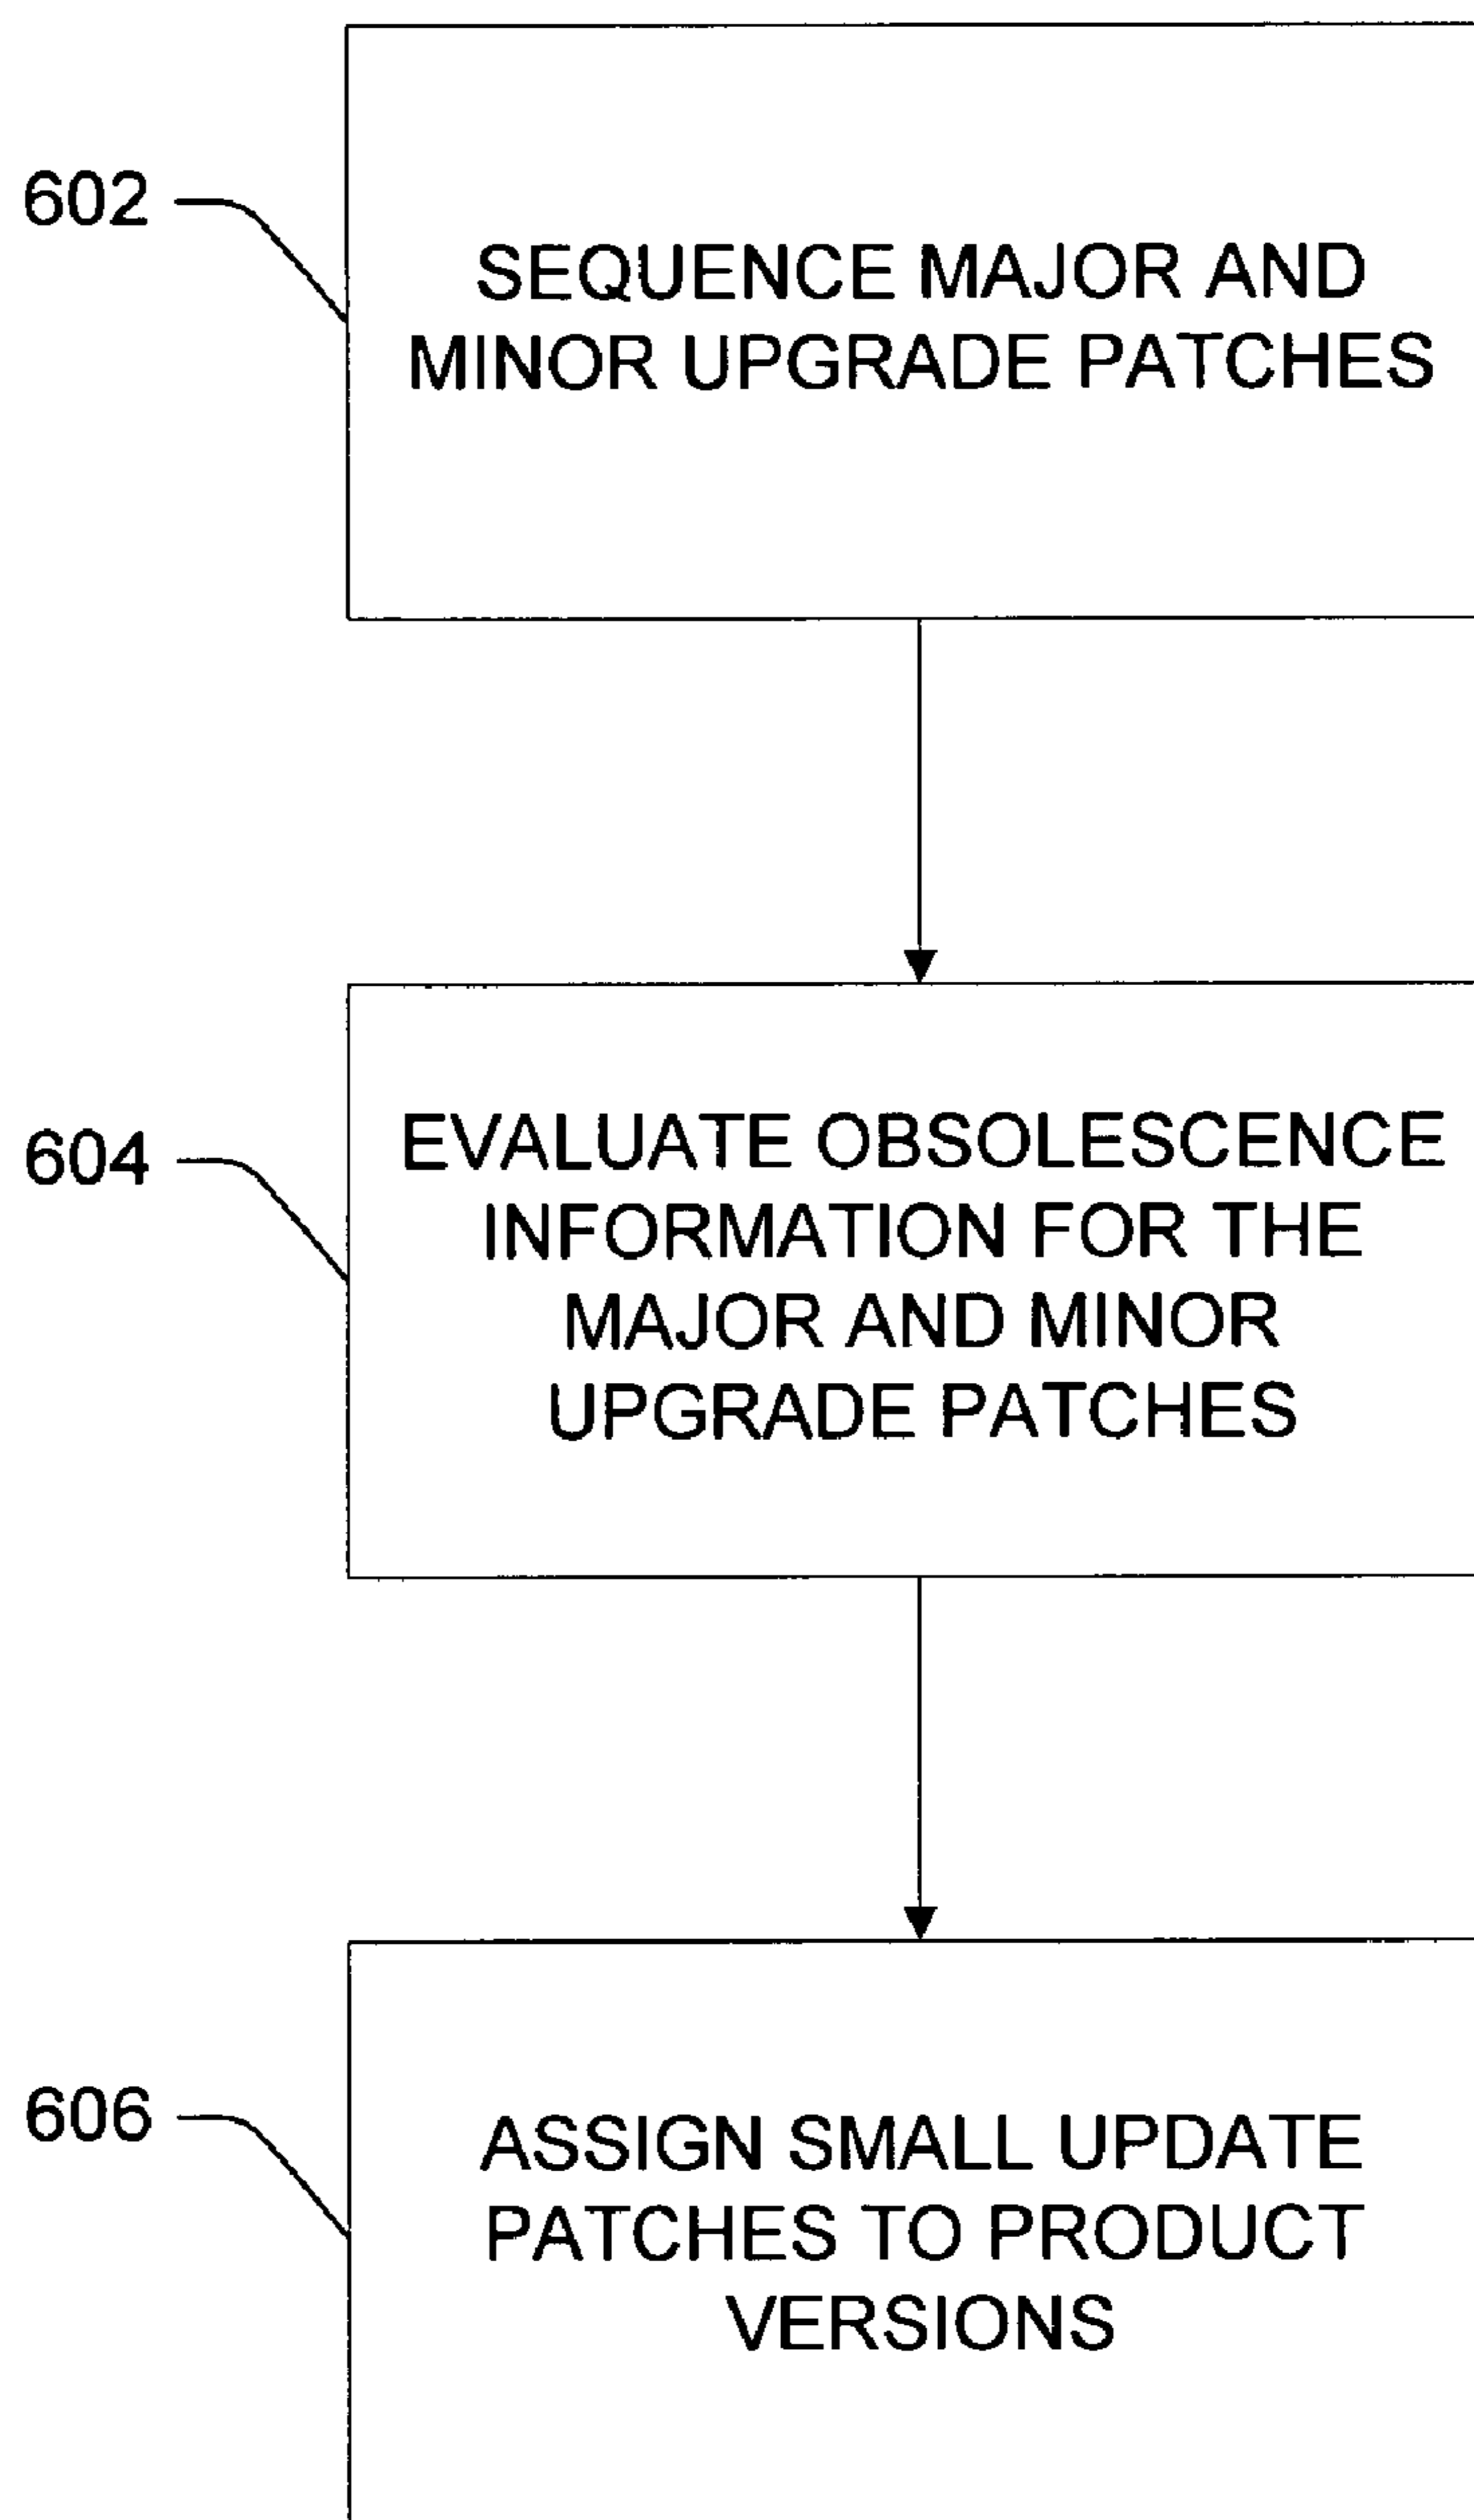 602
SEQUENCE MAJOR AND
MINOR UPGRADE PATCHES
604
EVALUATE OBSOLESCENCE
INFORMATION FOR THE
MAJOR AND MINOR
UPGRADE PATCHES
606
ASSIGN SMALL UPDATE
PATCHES TO PRODUCT
VERSIONS